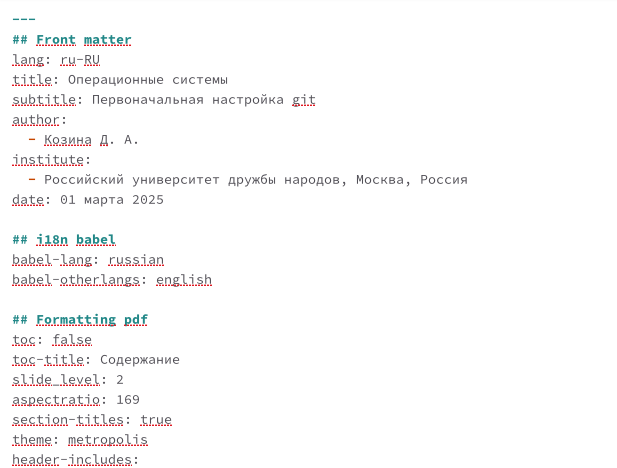 ---
## Front matter
lang: ru-RU
title: Операционные системы
subtitle: Первоначальная настройка git
author:
  - Козина Д. А.
institute:
  - Российский университет дружбы народов, Москва, Россия
date: 01 марта 2025

## i18n babel
babel-lang: russian
babel-otherlangs: english

## Formatting pdf
toc: false
toc-title: Содержание
slide_level: 2
aspectratio: 169
section-titles: true
theme: metropolis
header-includes: